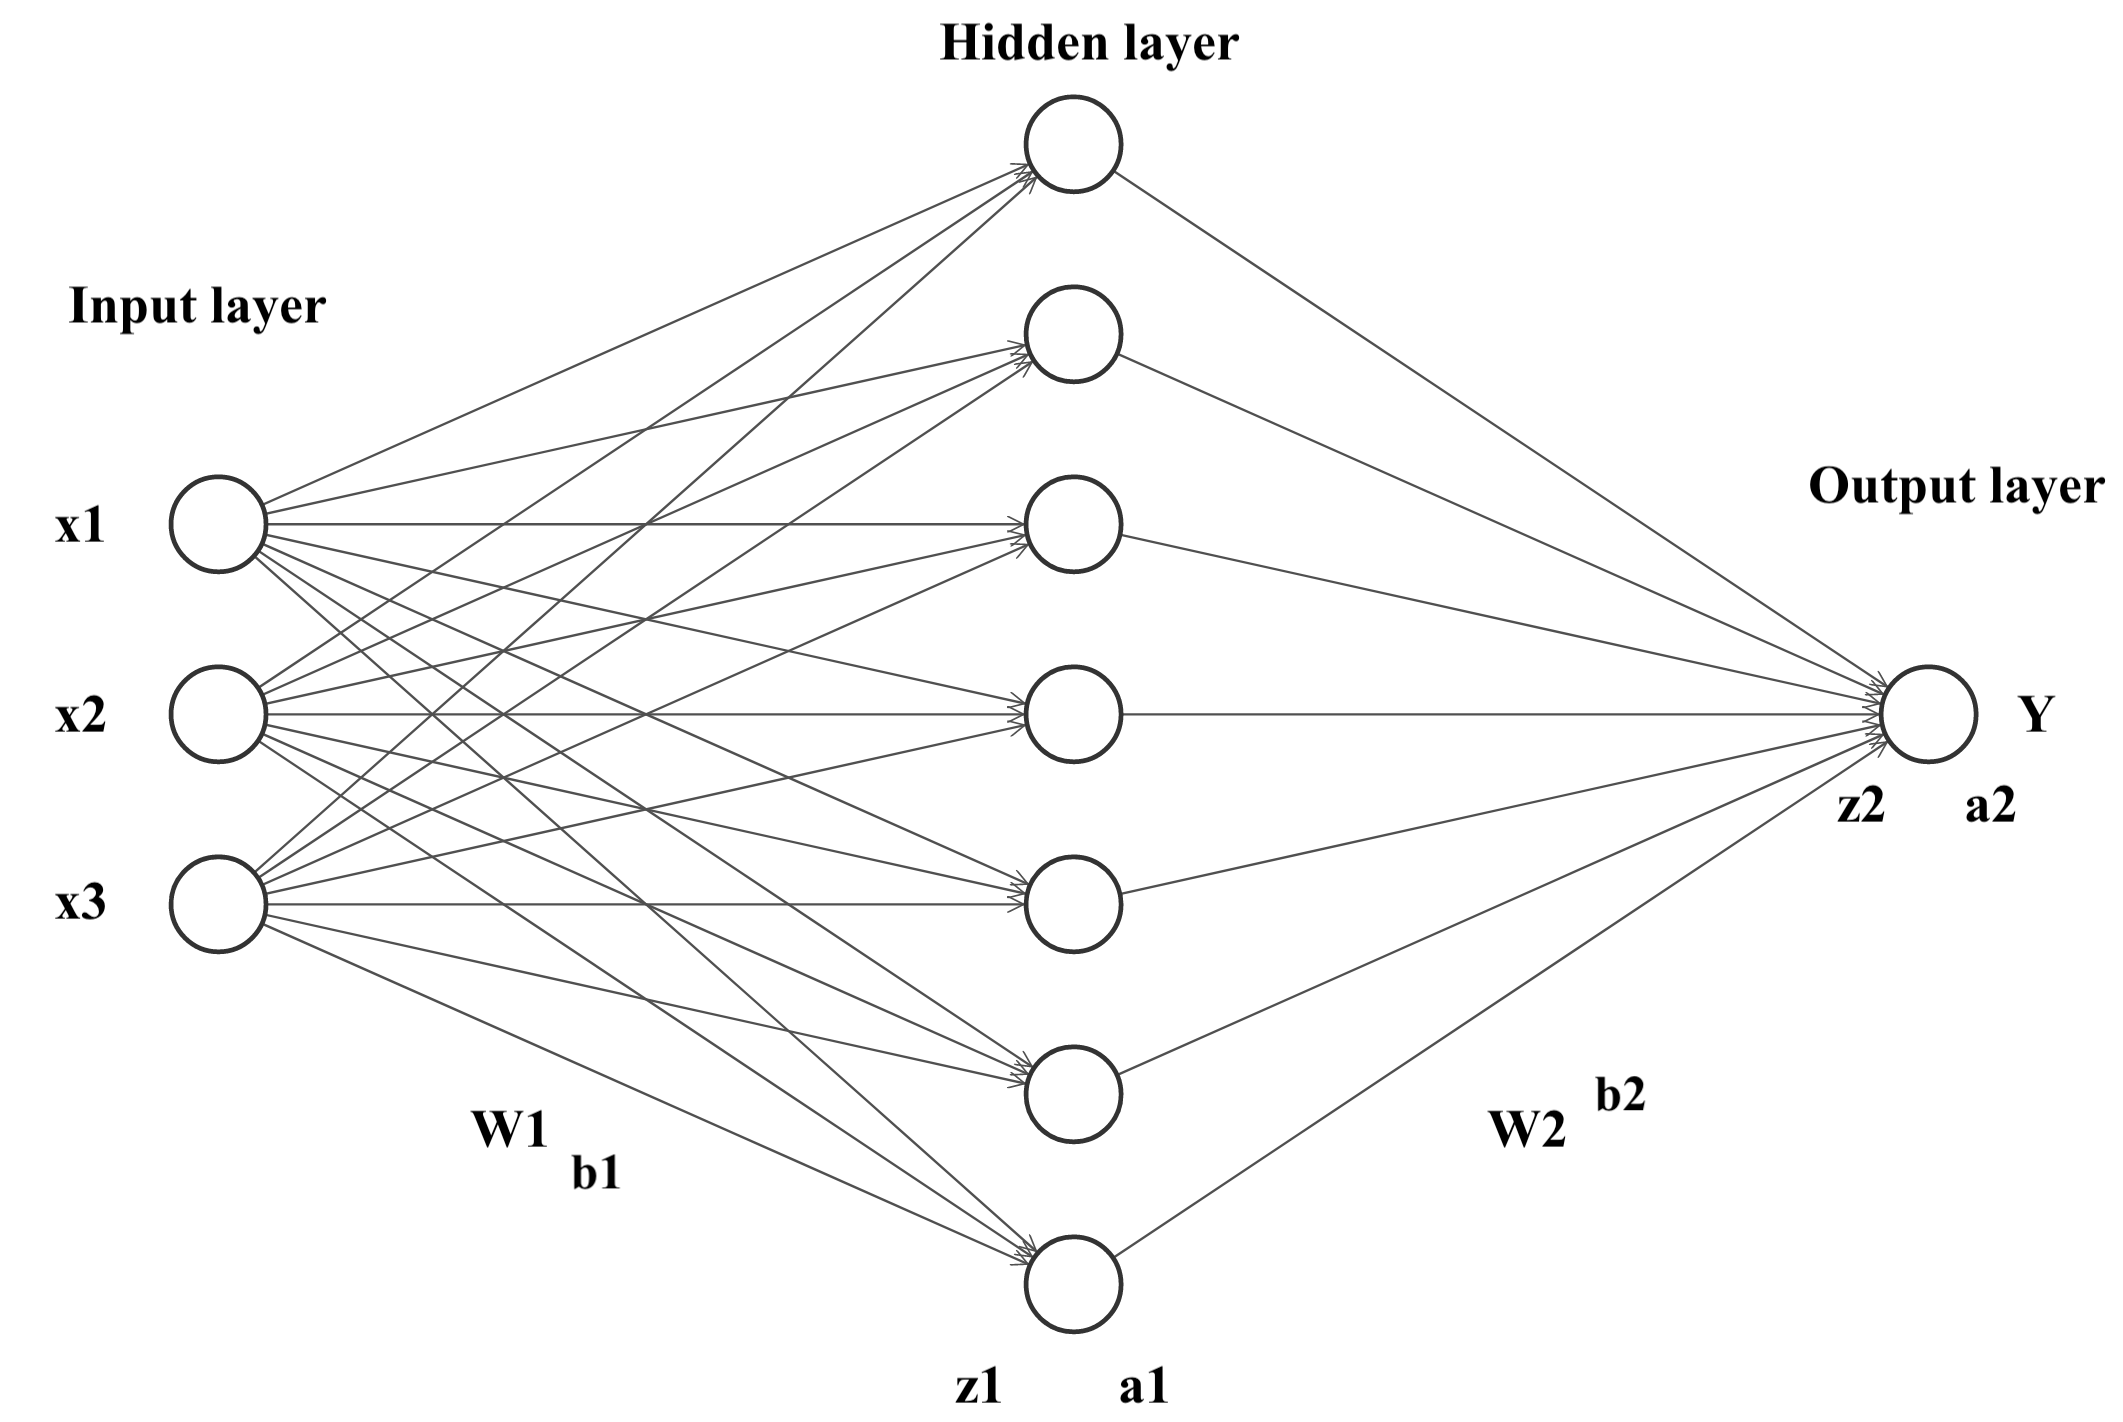 Hidden layer
Input layer
Output layer
x1
x2
Y
z2 a2
x3
W1
b1
W2 b2
z1 a1